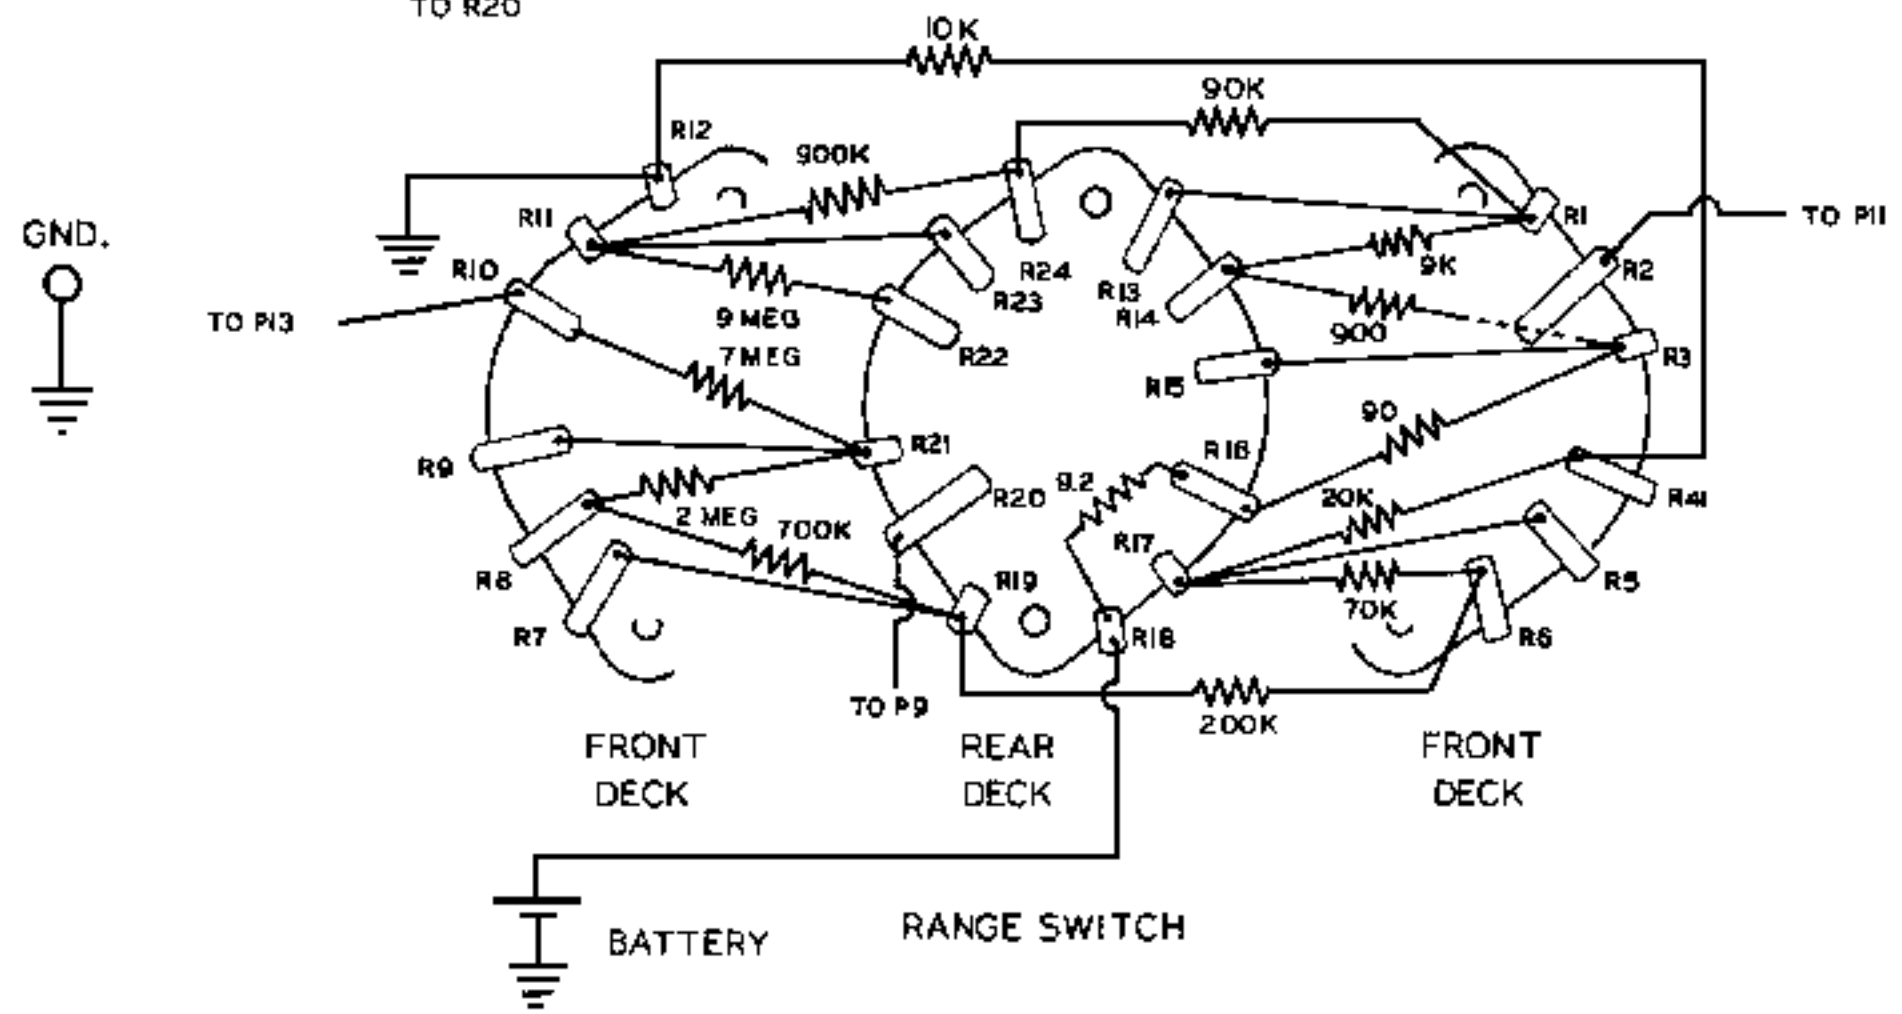 TO R20
10K
90K
R12
900K
R11
R1
TO P11
GND.
R10
R24
9K
R2
R13
R23
R14
TO P13
9 MEG
900
R22
7 MEG
R3
R15
90
R9
R21
R16
9.2
20K
R20
R41
2 MEG
700K
R17
R8
R19
R5
70K
R7
R18
R6
TO P9
200K
FRONT
DECK
REAR
DECK
FRONT
DECK
BATTERY
RANGE SWITCH